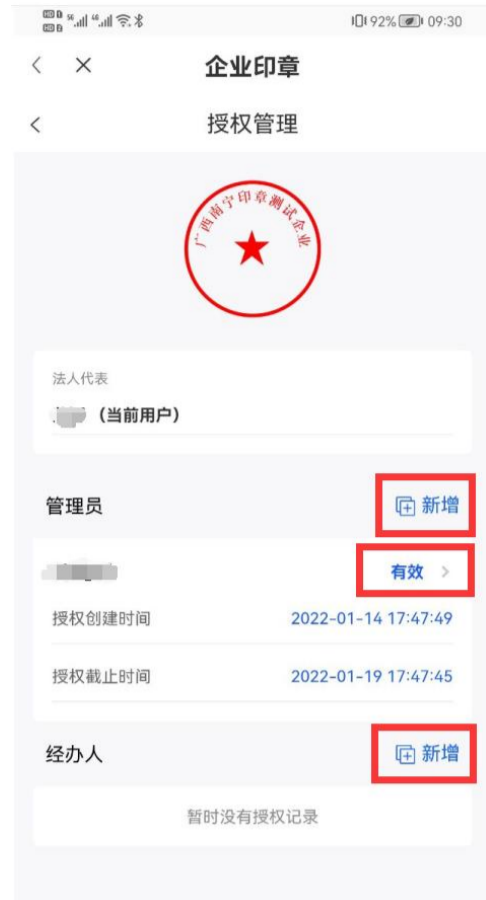 92% 09:30
企业印章
授权管理
广西南宁印章测试企业
法人代表
(当前用户)
管理员
新增
有效
授权创建时间 2022-01-14 17:47:49
授权截止时间 2022-01-19 17:47:45
经办人
新增
暂时没有授权记录